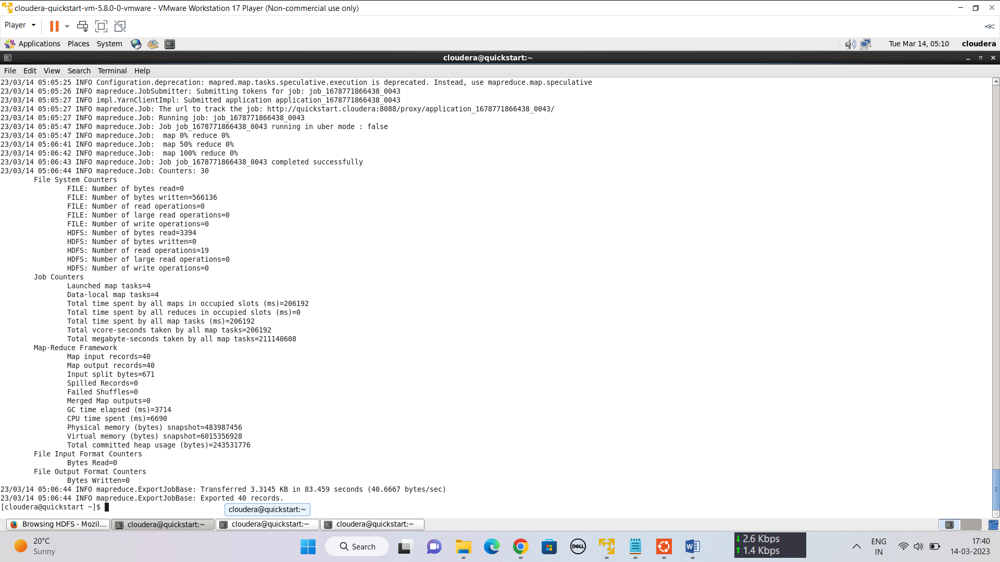 cloudera-quickstart-vm-5.8.0-0-vmware - VMware Workstation 17 Player (Non-commercial use only)
Player
Applications Places System Tue Mar 14, 05:10 cloudera
cloudera@quickstart:~
File Edit View Search Terminal Help
23/03/14 05:05:25 INFO Configuration.deprecation: mapred.map.tasks.speculative.execution is deprecated. Instead, use mapreduce.map.speculative
23/03/14 05:05:26 INFO mapreduce.JobSubmitter: Submitting tokens for job: job_1678771866438_0043
23/03/14 05:05:27 INFO impl.YarnClientImpl: Submitted application application_1678771866438_0043
23/03/14 05:05:27 INFO mapreduce.Job: The url to track the job: http://quickstart.cloudera:8088/proxy/application_1678771866438_0043/
23/03/14 05:05:27 INFO mapreduce.Job: Running job: job_1678771866438_0043
23/03/14 05:05:47 INFO mapreduce.Job: Job job_1678771866438_0043 running in uber mode : false
23/03/14 05:05:47 INFO mapreduce.Job:  map 0% reduce 0%
23/03/14 05:06:41 INFO mapreduce.Job:  map 50% reduce 0%
23/03/14 05:06:42 INFO mapreduce.Job:  map 100% reduce 0%
23/03/14 05:06:43 INFO mapreduce.Job: Job job_1678771866438_0043 completed successfully
23/03/14 05:06:44 INFO mapreduce.Job: Counters: 30
File System Counters
FILE: Number of bytes read=0
FILE: Number of bytes written=566136
FILE: Number of read operations=0
FILE: Number of large read operations=0
FILE: Number of write operations=0
HDFS: Number of bytes read=3394
HDFS: Number of bytes written=0
HDFS: Number of read operations=19
HDFS: Number of large read operations=0
HDFS: Number of write operations=0
Job Counters
Launched map tasks=4
Data-local map tasks=4
Total time spent by all maps in occupied slots (ms)=206192
Total time spent by all reduces in occupied slots (ms)=0
Total time spent by all map tasks (ms)=206192
Total vcore-seconds taken by all map tasks=206192
Total megabyte-seconds taken by all map tasks=211140608
Map-Reduce Framework
Map input records=40
Map output records=40
Input split bytes=671
Spilled Records=0
Failed Shuffles=0
Merged Map outputs=0
GC time elapsed (ms)=3714
CPU time spent (ms)=6690
Physical memory (bytes) snapshot=483987456
Virtual memory (bytes) snapshot=6015356928
Total committed heap usage (bytes)=243531776
File Input Format Counters
Bytes Read=0
File Output Format Counters
Bytes Written=0
23/03/14 05:06:44 INFO mapreduce.ExportJobBase: Transferred 3.3145 KB in 83.459 seconds (40.6667 bytes/sec)
23/03/14 05:06:44 INFO mapreduce.ExportJobBase: Exported 40 records.
[cloudera@quickstart ~]$
cloudera@quickstart:~
Browsing HDFS - Mozil... cloudera@quickstart:~ cloudera@quickstart:~ cloudera@quickstart:~
20°C
Sunny
Search
DELL
W
2.6 Kbps
1.4 Kbps
ENG
IN
17:40
14-03-2023